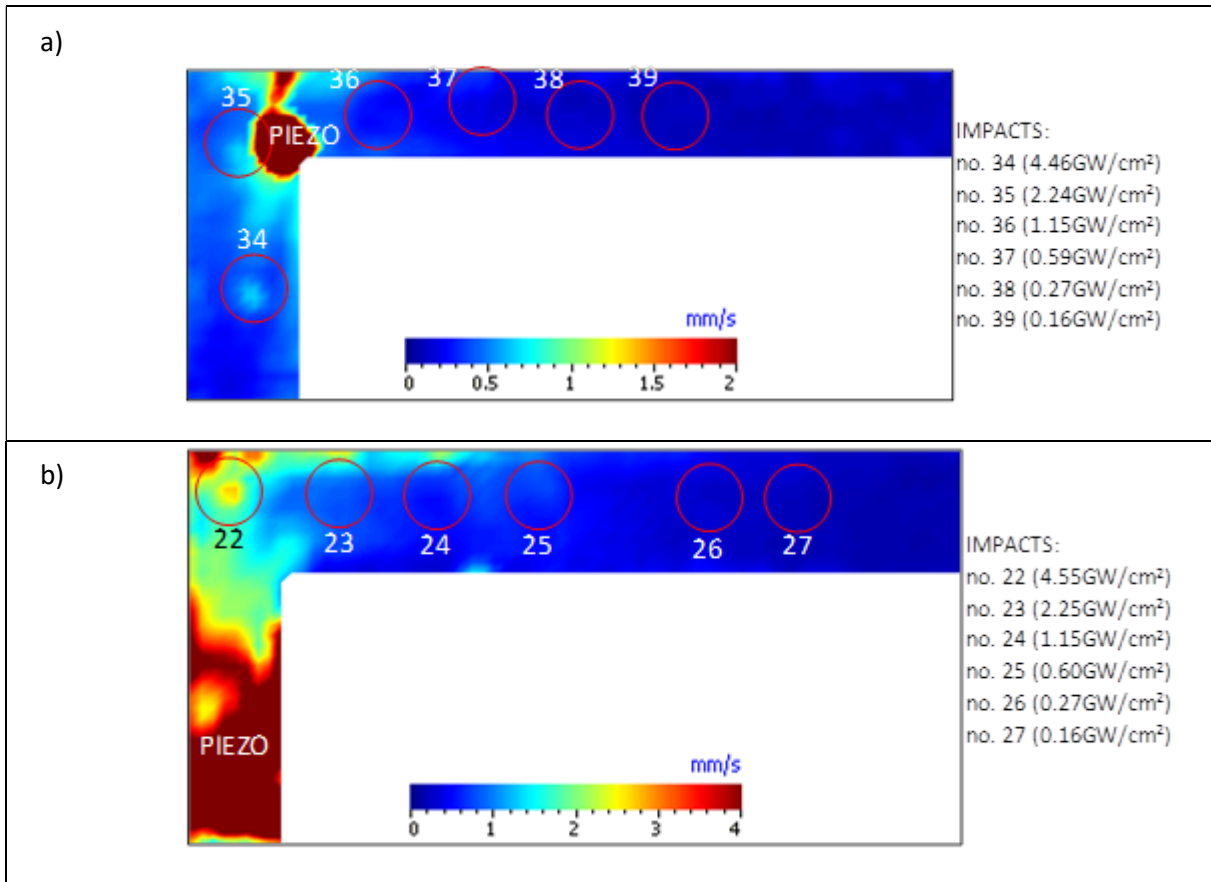 a)
36 37 38 39
35
PIEZO
34
mm/s
0 0.5 1 1.5 2
IMPACTS:
no. 34 (4.46GW/cm²)
no. 35 (2.24GW/cm²)
no. 36 (1.15GW/cm²)
no. 37 (0.59GW/cm²)
no. 38 (0.27GW/cm²)
no. 39 (0.16GW/cm²)
b)
22 23 24 25 26 27
PIEZO
mm/s
0 1 2 3 4
IMPACTS:
no. 22 (4.55GW/cm²)
no. 23 (2.25GW/cm²)
no. 24 (1.15GW/cm²)
no. 25 (0.60GW/cm²)
no. 26 (0.27GW/cm²)
no. 27 (0.16GW/cm²)